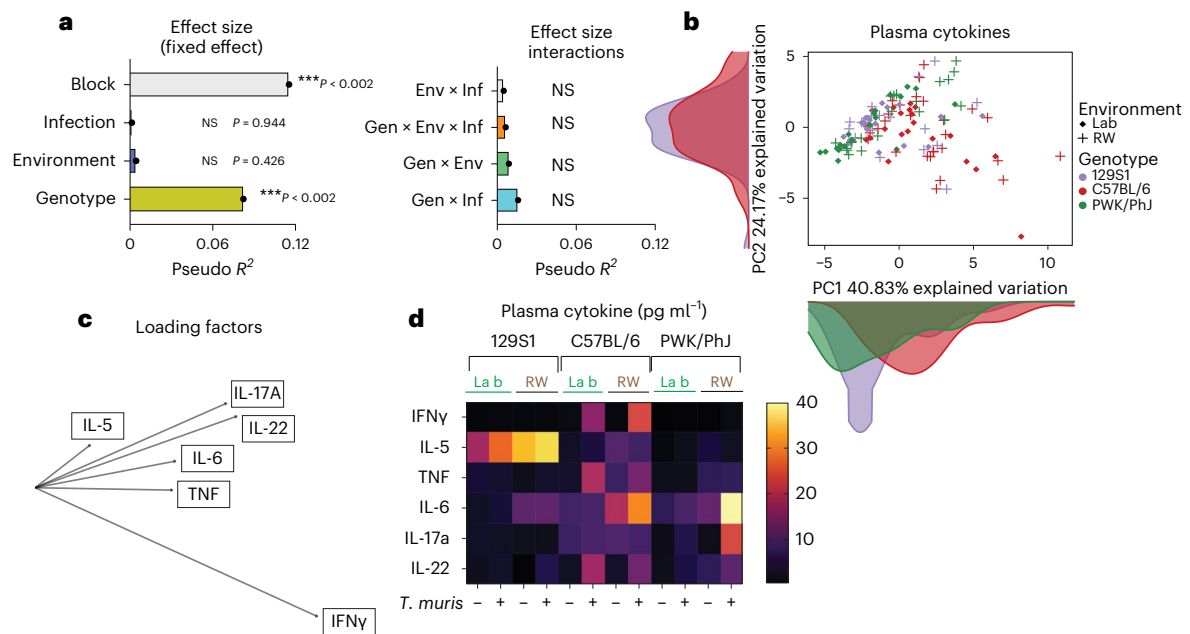 a
Effect size
(fixed effect)
Block
Infection
Environment
Genotype
***P < 0.002
NS P = 0.944
NS P = 0.426
***P < 0.002
0 0.06 0.12
Pseudo R²
Effect size
interactions
Env × Inf NS
Gen × Env × Inf NS
Gen × Env NS
Gen × Inf NS
0 0.06 0.12
Pseudo R²
b
Plasma cytokines
PC2 24.17% explained variation
5
0
−5
−5 0 5 10
PC1 40.83% explained variation
Environment
Lab
RW
Genotype
129S1
C57BL/6
PWK/PhJ
c
Loading factors
IL-17A
IL-5
IL-22
IL-6
TNF
IFNγ
d
Plasma cytokine (pg ml⁻¹)
129S1 C57BL/6 PWK/PhJ
La b RW La b RW La b RW
IFNγ
IL-5
TNF
IL-6
IL-17a
IL-22
T. muris − + − + − + − + − + − +
40
30
20
10